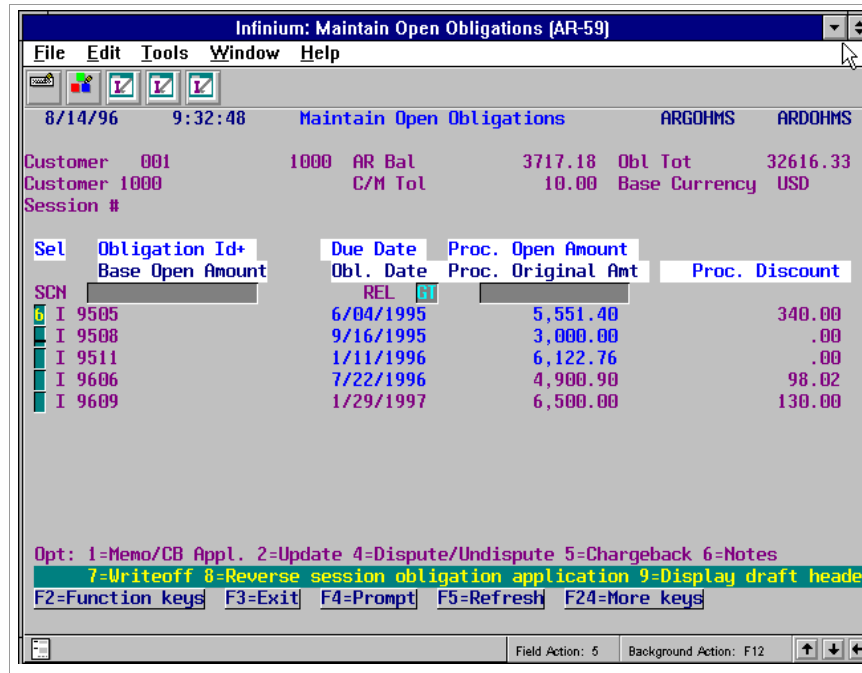 Infinium: Maintain Open Obligations (AR-59)
File Edit Tools Window Help
8/14/96 9:32:48 Maintain Open Obligations ARGOHMS ARDOHMS
Customer 001 1000 AR Bal 3717.18 Obl Tot 32616.33
Customer 1000 C/M Tol 10.00 Base Currency USD
Session #
Sel Obligation Id+ Due Date Proc. Open Amount
Base Open Amount Obl. Date Proc. Original Amt Proc. Discount
SCN REL GT
6 I 9505 6/04/1995 5,551.40 340.00
I 9508 9/16/1995 3,000.00 .00
I 9511 1/11/1996 6,122.76 .00
I 9606 7/22/1996 4,900.90 98.02
I 9609 1/29/1997 6,500.00 130.00
Opt: 1=Memo/CB Appl. 2=Update 4=Dispute/Undispute 5=Chargeback 6=Notes
7=Writeoff 8=Reverse session obligation application 9=Display draft heade
F2=Function keys F3=Exit F4=Prompt F5=Refresh F24=More keys
Field Action: 5 Background Action: F12